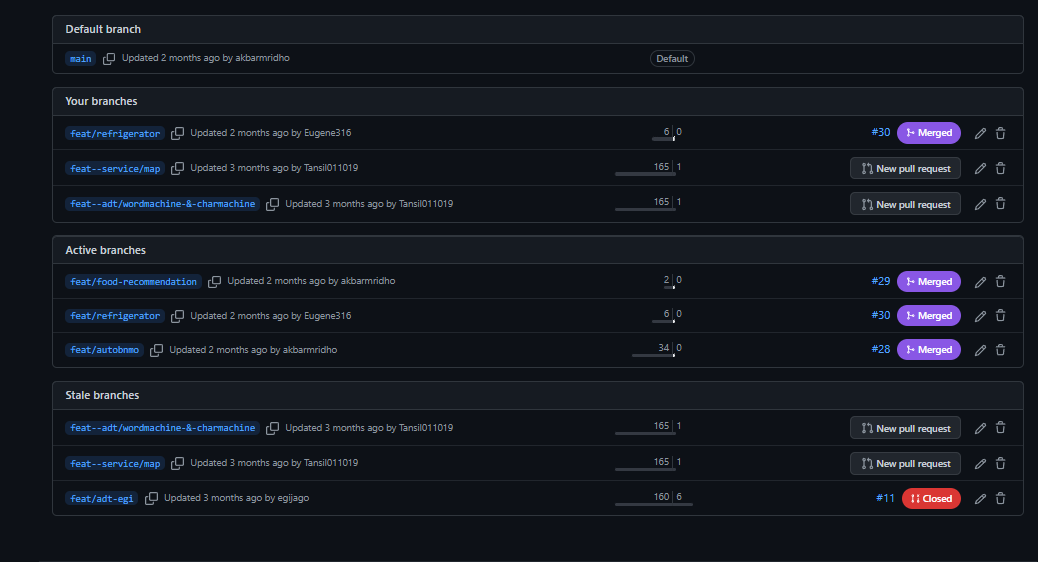 Default branch
main Updated 2 months ago by akbarmridho Default
Your branches
feat/refrigerator Updated 2 months ago by Eugene316 6 0 #30 Merged
feat--service/map Updated 3 months ago by Tansil011019 165 1 New pull request
feat--adt/wordmachine-&-charmachine Updated 3 months ago by Tansil011019 165 1 New pull request
Active branches
feat/food-recommendation Updated 2 months ago by akbarmridho 2 0 #29 Merged
feat/refrigerator Updated 2 months ago by Eugene316 6 0 #30 Merged
feat/autobnmo Updated 2 months ago by akbarmridho 34 0 #28 Merged
Stale branches
feat--adt/wordmachine-&-charmachine Updated 3 months ago by Tansil011019 165 1 New pull request
feat--service/map Updated 3 months ago by Tansil011019 165 1 New pull request
feat/adt-egi Updated 3 months ago by egijago 160 6 #11 Closed